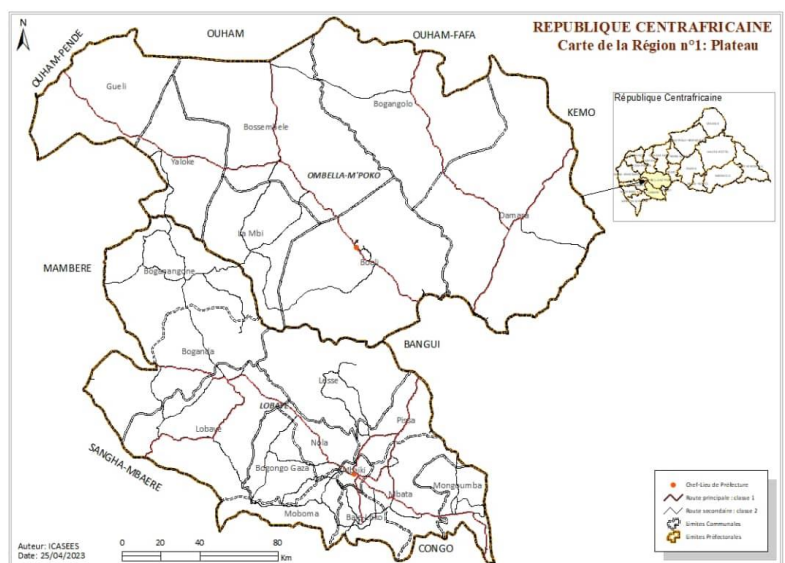 N
REPUBLIQUE CENTRAFRICAINE
Carte de la Région n°1: Plateau
OUHAM
OUHAM-FAFA
OUHAM-PENDE
KEMO
République Centrafricaine
Gueli
Bogangolo
Bossembele
Yaloke
OMBELLA-M'POKO
Damara
La Mbi
Boali
MAMBERE
Boganangone
BANGUI
Boganda
Lesse
LOBAYE
Pissa
Lobaye
Nola
SANGHA-MBAERE
Bogongo Gaza
Mbaiki
Mongoumba
Mbata
Moboma
CONGO
Chef-Lieu de Préfecture
Route principale : classe 1
Route secondaire : classe 2
Limites Communales
Limites Préfectorales
Auteur: ICASEES
Date: 25/04/2023
0 20 40 80
Km